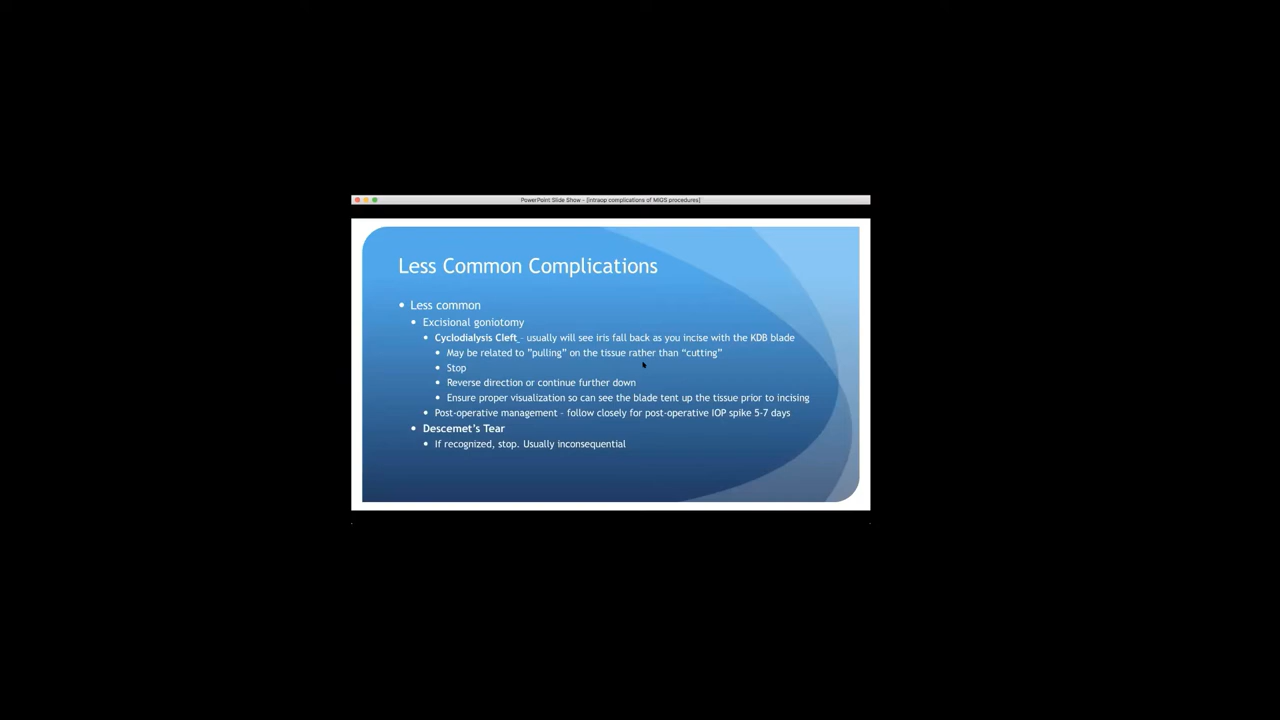 PowerPoint Slide Show - [intraop complications of MIGS procedures]
Less Common Complications
Less common
Excisional goniotomy
Cyclodialysis Cleft – usually will see iris fall back as you incise with the KDB blade
May be related to ”pulling” on the tissue rather than “cutting”
Stop
Reverse direction or continue further down
Ensure proper visualization so can see the blade tent up the tissue prior to incising
Post-operative management – follow closely for post-operative IOP spike 5-7 days
Descemet’s Tear
If recognized, stop. Usually inconsequential